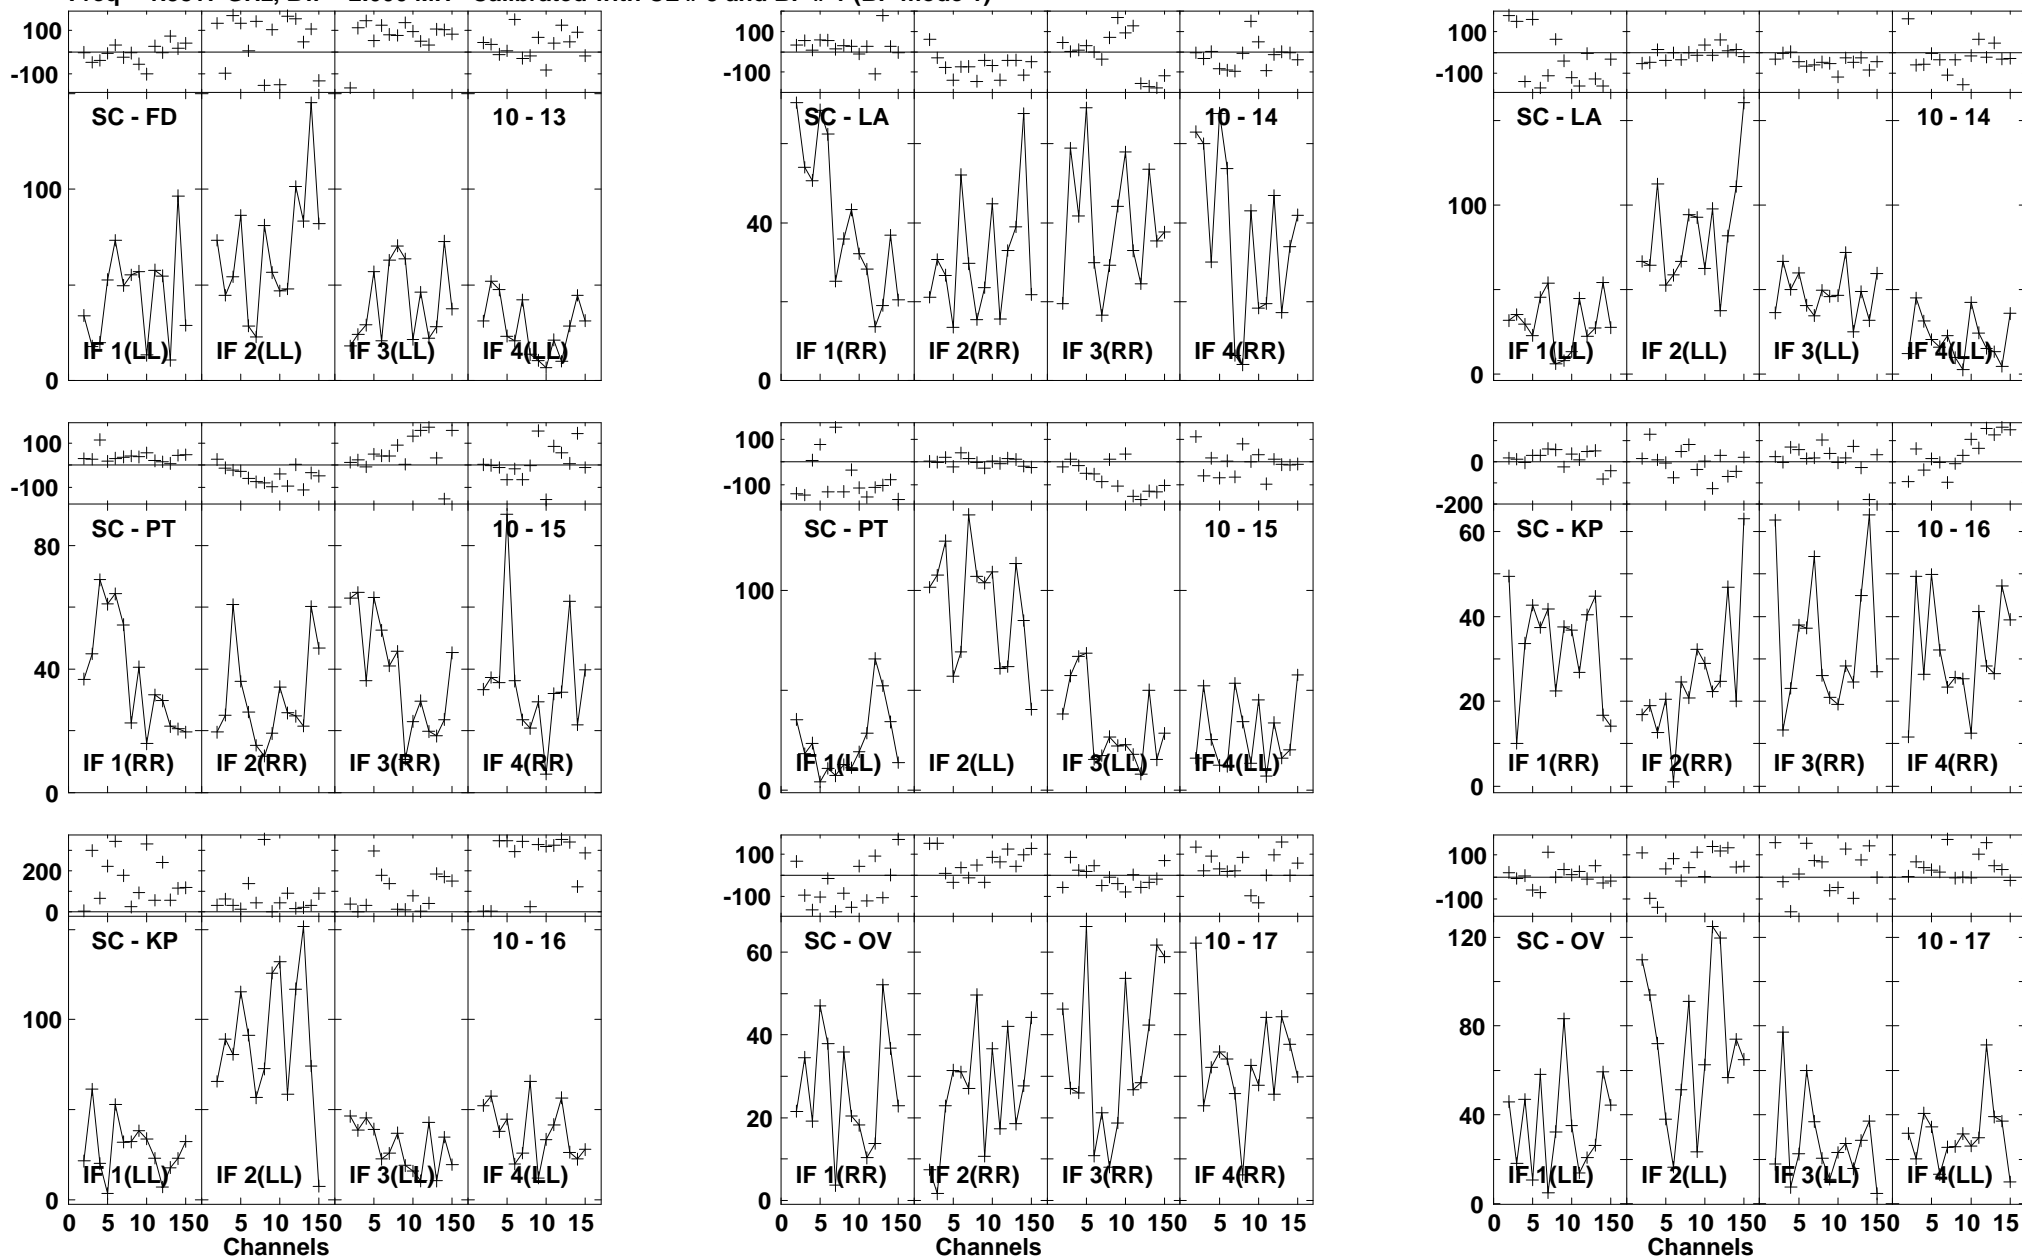 100
-100
SC - FD
10 - 13
100
0
IF 1(LL)
IF 2(LL)
IF 3(LL)
IF 4(LL)
100
-100
SC - LA
10 - 14
40
0
IF 1(RR)
IF 2(RR)
IF 3(RR)
IF 4(RR)
100
-100
SC - LA
10 - 14
100
0
IF 1(LL)
IF 2(LL)
IF 3(LL)
IF 4(LL)
100
-100
SC - PT
10 - 15
80
40
0
IF 1(RR)
IF 2(RR)
IF 3(RR)
IF 4(RR)
100
-100
SC - PT
10 - 15
100
0
IF 1(LL)
IF 2(LL)
IF 3(LL)
IF 4(LL)
0
-200
SC - KP
10 - 16
60
40
20
0
IF 1(RR)
IF 2(RR)
IF 3(RR)
IF 4(RR)
200
0
SC - KP
10 - 16
100
0
IF 1(LL)
IF 2(LL)
IF 3(LL)
IF 4(LL)
0 5 10 150 5 10 150 5 10 150 5 10 15
Channels
100
-100
SC - OV
10 - 17
60
40
20
0
IF 1(RR)
IF 2(RR)
IF 3(RR)
IF 4(RR)
0 5 10 150 5 10 150 5 10 150 5 10 15
Channels
100
-100
SC - OV
10 - 17
120
80
40
0
IF 1(LL)
IF 2(LL)
IF 3(LL)
IF 4(LL)
0 5 10 150 5 10 150 5 10 150 5 10 15
Channels